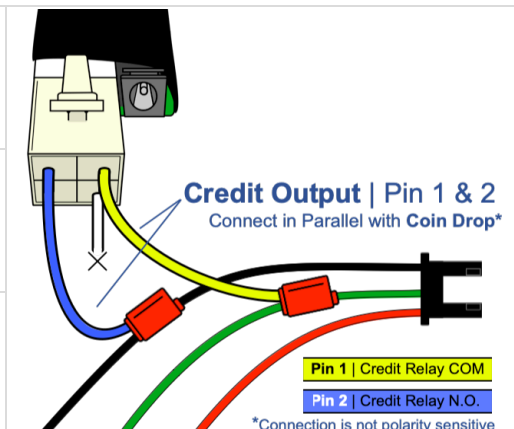 Credit Output | Pin 1 & 2
Connect in Parallel with Coin Drop*
Pin 1 | Credit Relay COM
Pin 2 | Credit Relay N.O.
*Connection is not polarity sensitive